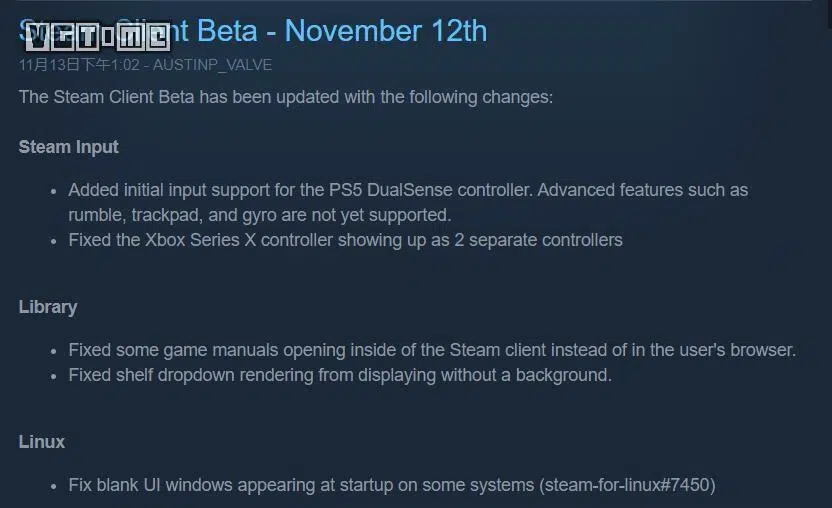 Steam Client Beta - November 12th
VGTIME
11月13日下午1:02 - AUSTINP_VALVE
The Steam Client Beta has been updated with the following changes:
Steam Input
• Added initial input support for the PS5 DualSense controller. Advanced features such as
rumble, trackpad, and gyro are not yet supported.
• Fixed the Xbox Series X controller showing up as 2 separate controllers
Library
• Fixed some game manuals opening inside of the Steam client instead of in the user's browser.
• Fixed shelf dropdown rendering from displaying without a background.
Linux
• Fix blank UI windows appearing at startup on some systems (steam-for-linux#7450)